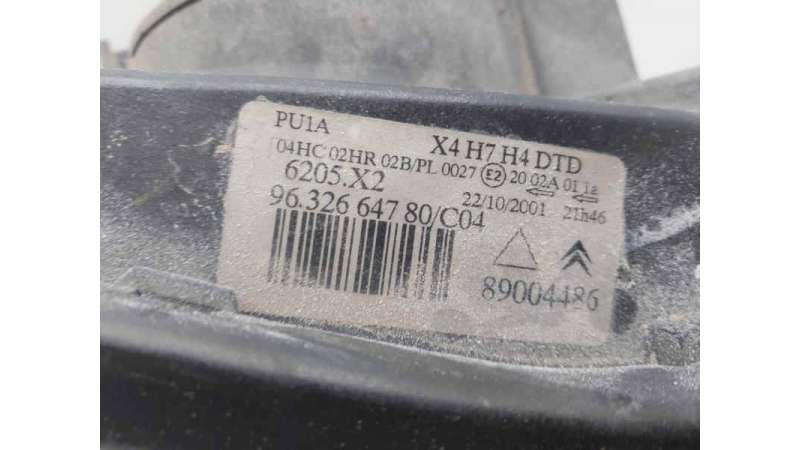 PU1A X4 H7 H4 DTD
04HC 02HR 02B/PL 0027 E2 20 02A 01 1a
6205.X2 22/10/2001 21h46
96.326 647 80/C04
89004486